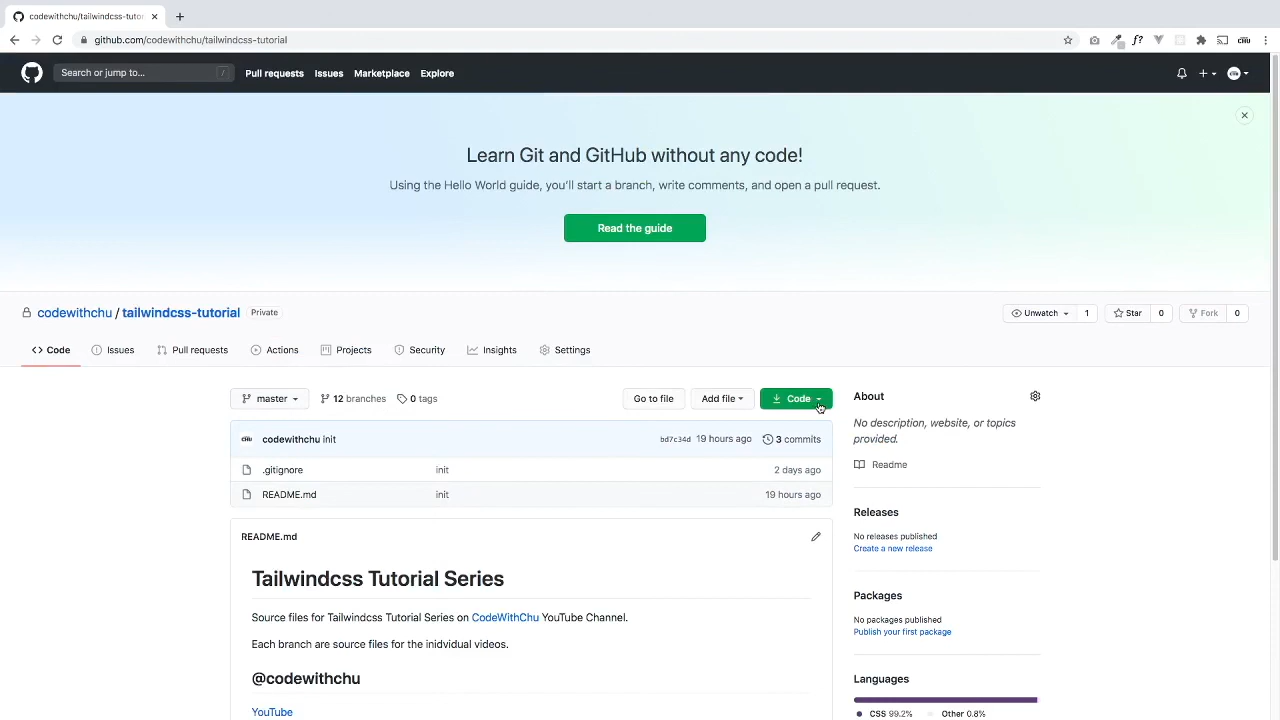 codewithchu/tailwindcss-tutor
github.com/codewithchu/tailwindcss-tutorial
f?
CHU
Search or jump to...
/
Pull requests
Issues
Marketplace
Explore
Learn Git and GitHub without any code!
Using the Hello World guide, you'll start a branch, write comments, and open a pull request.
Read the guide
codewithchu / tailwindcss-tutorial
Private
Unwatch
1
Star
0
Fork
0
Code
Issues
Pull requests
Actions
Projects
Security
Insights
Settings
master
12 branches
0 tags
Go to file
Add file
Code
codewithchu init
bd7c34d
19 hours ago
3 commits
.gitignore
init
2 days ago
README.md
init
19 hours ago
README.md
Tailwindcss Tutorial Series
Source files for Tailwindcss Tutorial Series on CodeWithChu YouTube Channel.
Each branch are source files for the inidvidual videos.
@codewithchu
YouTube
About
No description, website, or topics
provided.
Readme
Releases
No releases published
Create a new release
Packages
No packages published
Publish your first package
Languages
CSS 99.2%
Other 0.8%